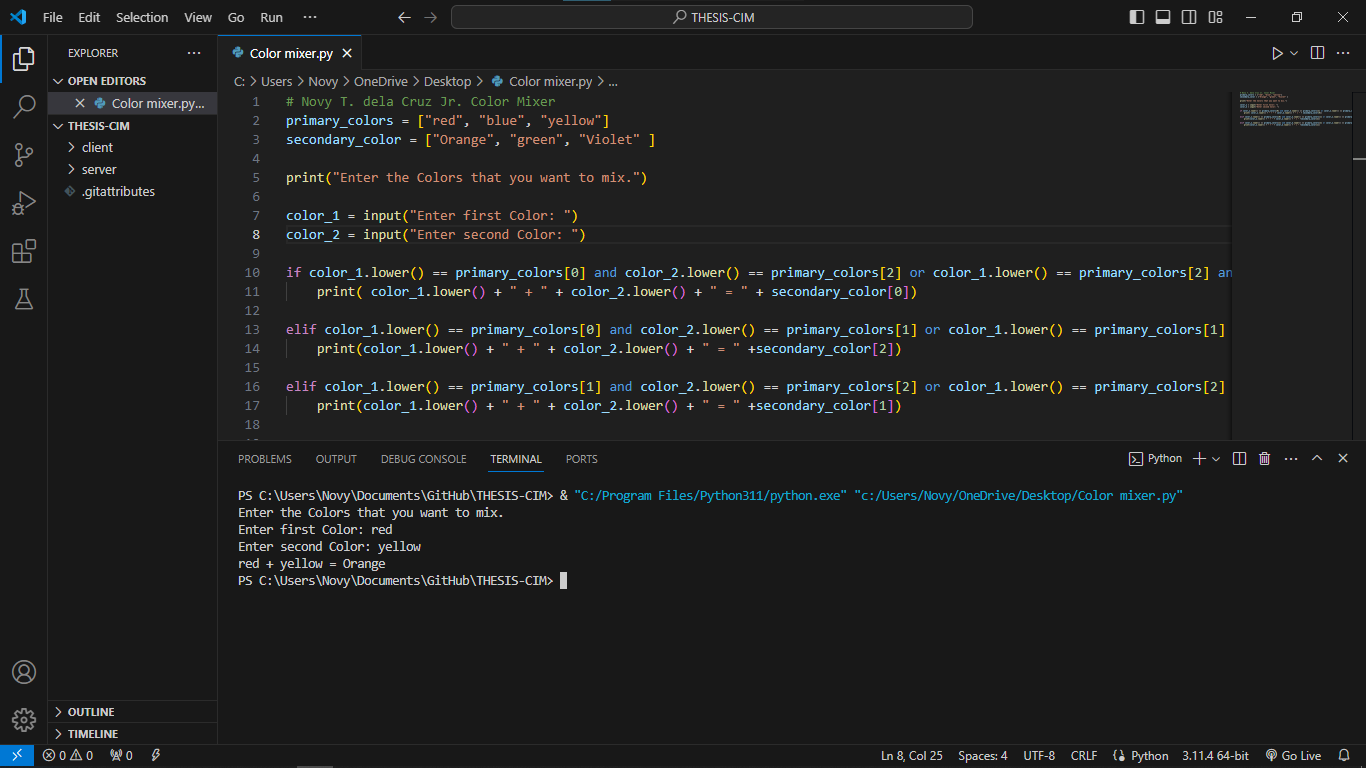 File Edit Selection View Go Run ··· THESIS-CIM
EXPLORER ···
OPEN EDITORS
Color mixer.py...
THESIS-CIM
client
server
.gitattributes
OUTLINE
TIMELINE
Color mixer.py
C: > Users > Novy > OneDrive > Desktop > Color mixer.py > ...
1 # Novy T. dela Cruz Jr. Color Mixer
2 primary_colors = ["red", "blue", "yellow"]
3 secondary_color = ["Orange", "green", "Violet" ]
4
5 print("Enter the Colors that you want to mix.")
6
7 color_1 = input("Enter first Color: ")
8 color_2 = input("Enter second Color: ")
9
10 if color_1.lower() == primary_colors[0] and color_2.lower() == primary_colors[2] or color_1.lower() == primary_colors[2] an
11 print( color_1.lower() + " + " + color_2.lower() + " = " + secondary_color[0])
12
13 elif color_1.lower() == primary_colors[0] and color_2.lower() == primary_colors[1] or color_1.lower() == primary_colors[1]
14 print(color_1.lower() + " + " + color_2.lower() + " = " +secondary_color[2])
15
16 elif color_1.lower() == primary_colors[1] and color_2.lower() == primary_colors[2] or color_1.lower() == primary_colors[2]
17 print(color_1.lower() + " + " + color_2.lower() + " = " +secondary_color[1])
18
PROBLEMS OUTPUT DEBUG CONSOLE TERMINAL PORTS Python
PS C:\Users\Novy\Documents\GitHub\THESIS-CIM> & "C:/Program Files/Python311/python.exe" "c:/Users/Novy/OneDrive/Desktop/Color mixer.py"
Enter the Colors that you want to mix.
Enter first Color: red
Enter second Color: yellow
red + yellow = Orange
PS C:\Users\Novy\Documents\GitHub\THESIS-CIM>
0 0 0 Ln 8, Col 25 Spaces: 4 UTF-8 CRLF Python 3.11.4 64-bit Go Live